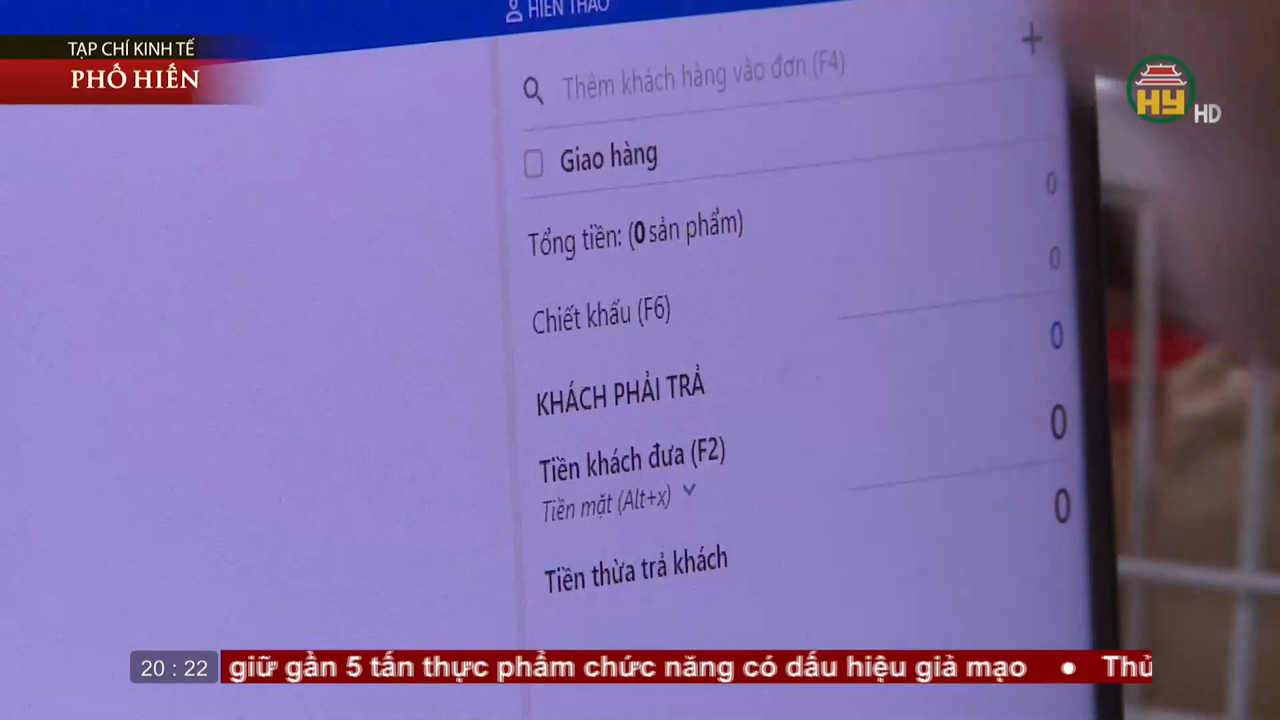 HIỀN THẢO
TẠP CHÍ KINH TẾ
PHỐ HIẾN
HY HD
Thêm khách hàng vào đơn (F4)
+
Giao hàng
Tổng tiền: (0 sản phẩm) 0
Chiết khấu (F6) 0
KHÁCH PHẢI TRẢ 0
Tiền khách đưa (F2) 0
Tiền mặt (Alt+x)
Tiền thừa trả khách 0
20 : 22 giữ gần 5 tấn thực phẩm chức năng có dấu hiệu giả mạo • Thủ